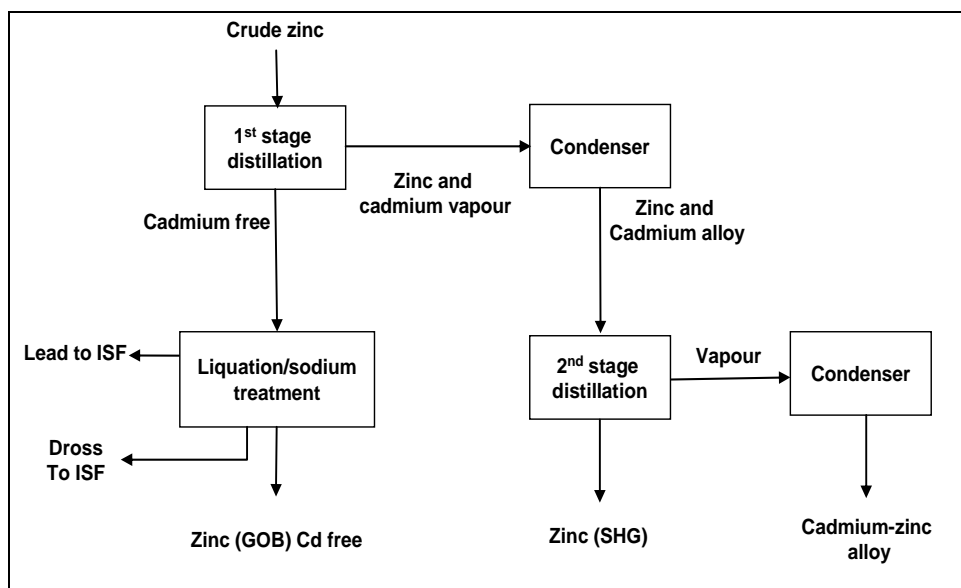 Crude zinc
1st stage
distillation
Condenser
Zinc and
cadmium vapour
Cadmium free
Zinc and
Cadmium alloy
Lead to ISF
Liquation/sodium
treatment
2nd stage
distillation
Vapour
Condenser
Dross
To ISF
Zinc (GOB) Cd free
Zinc (SHG)
Cadmium-zinc
alloy